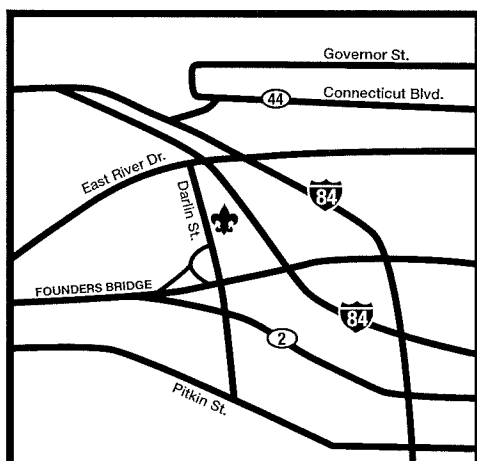 Governor St.
Connecticut Blvd.
44
East River Dr.
Darlin St.
84
FOUNDERS BRIDGE
84
2
Pitkin St.